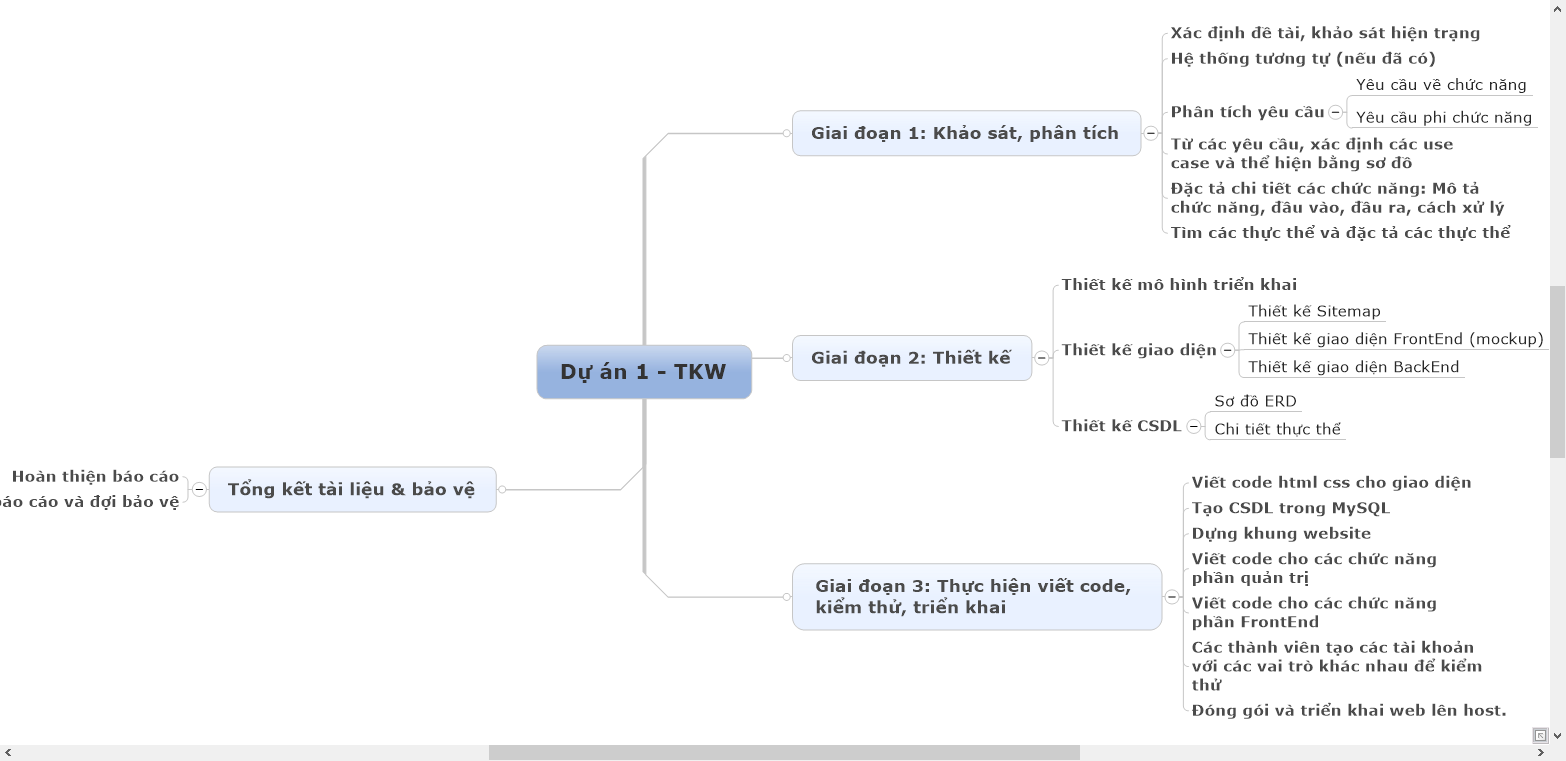 Xác định đề tài, khảo sát hiện trạng
Hệ thống tương tự (nếu đã có)
Yêu cầu về chức năng
Phân tích yêu cầu
Yêu cầu phi chức năng
Giai đoạn 1: Khảo sát, phân tích
Từ các yêu cầu, xác định các use
case và thể hiện bằng sơ đồ
Đặc tả chi tiết các chức năng: Mô tả
chức năng, đầu vào, đầu ra, cách xử lý
Tìm các thực thể và đặc tả các thực thể
Thiết kế mô hình triển khai
Thiết kế Sitemap
Thiết kế giao diện FrontEnd (mockup)
Thiết kế giao diện
Giai đoạn 2: Thiết kế
Thiết kế giao diện BackEnd
Dự án 1 - TKW
Sơ đồ ERD
Thiết kế CSDL
Chi tiết thực thể
Hoàn thiện báo cáo
báo cáo và đợi bảo vệ
Tổng kết tài liệu & bảo vệ
Viết code html css cho giao diện
Tạo CSDL trong MySQL
Dựng khung website
Viết code cho các chức năng
phần quản trị
Giai đoạn 3: Thực hiện viết code,
kiểm thử, triển khai
Viết code cho các chức năng
phần FrontEnd
Các thành viên tạo các tài khoản
với các vai trò khác nhau để kiểm
thử
Đóng gói và triển khai web lên host.